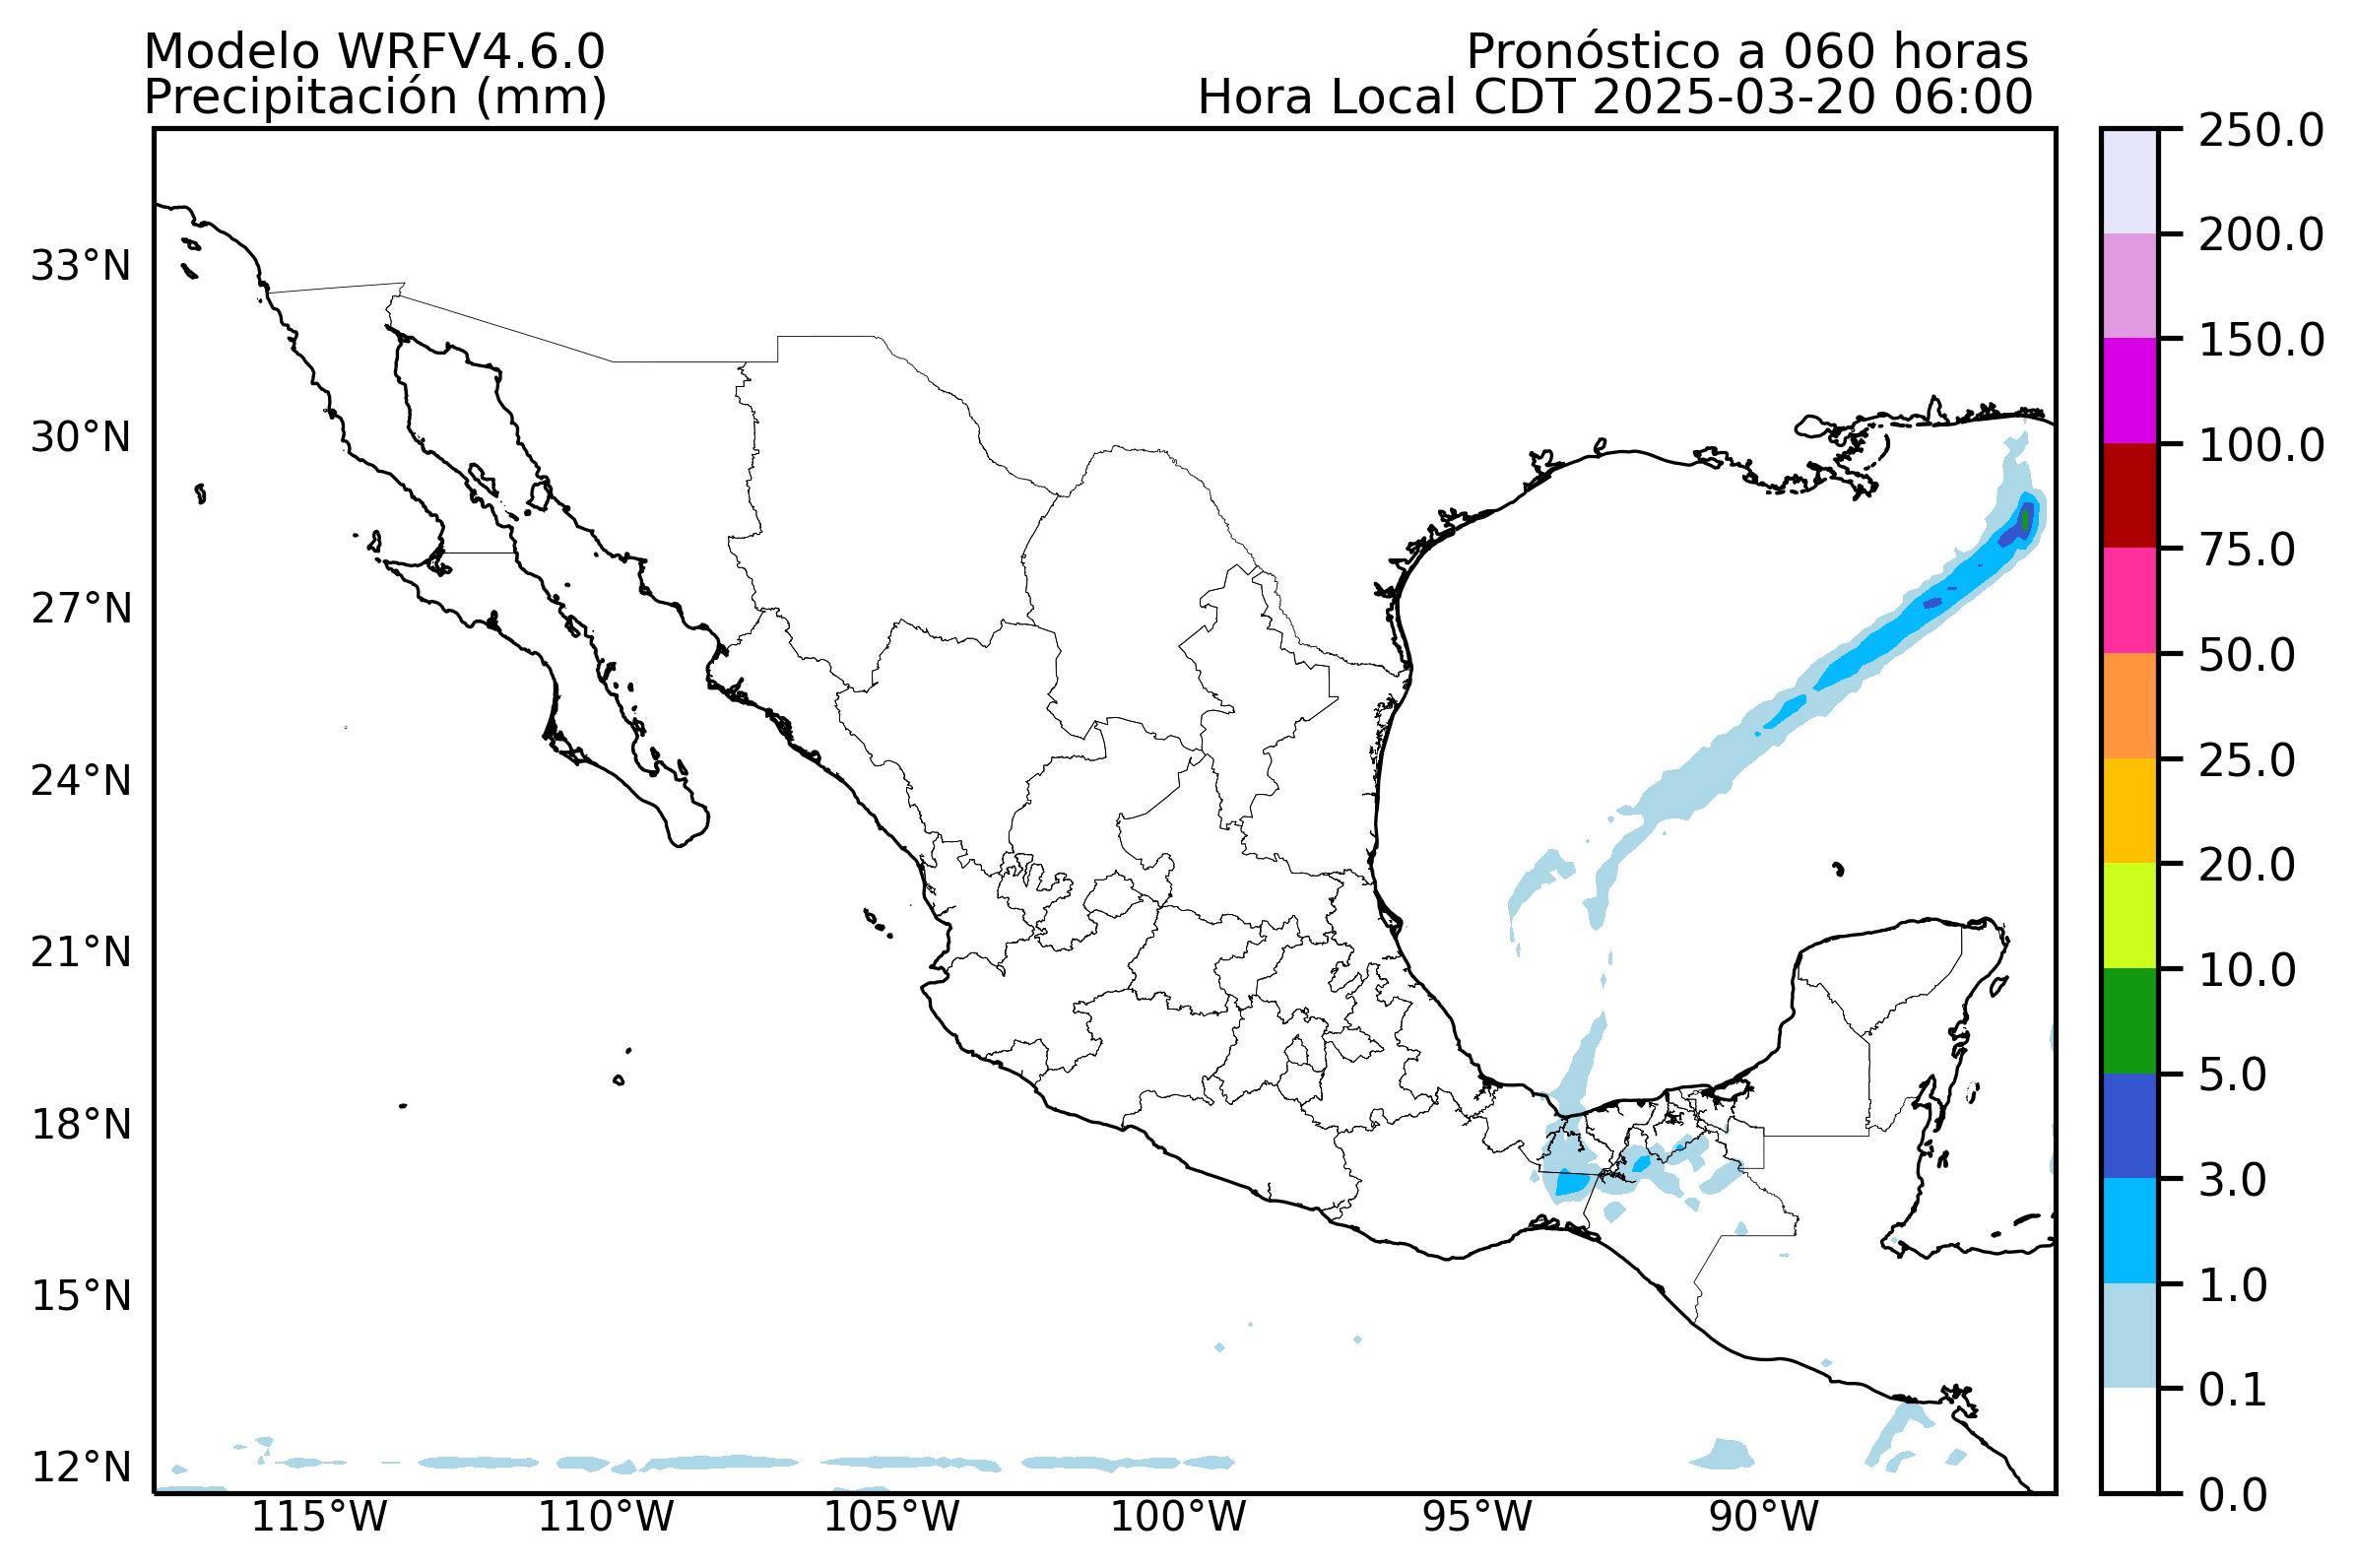 Modelo WRFV4.6.0
Pronóstico a 060 horas
Precipitación (mm)
Hora Local CDT 2025-03-20 06:00
33°N
30°N
27°N
24°N
21°N
18°N
15°N
12°N
115°W
110°W
105°W
100°W
95°W
90°W
250.0
200.0
150.0
100.0
75.0
50.0
25.0
20.0
10.0
5.0
3.0
1.0
0.1
0.0